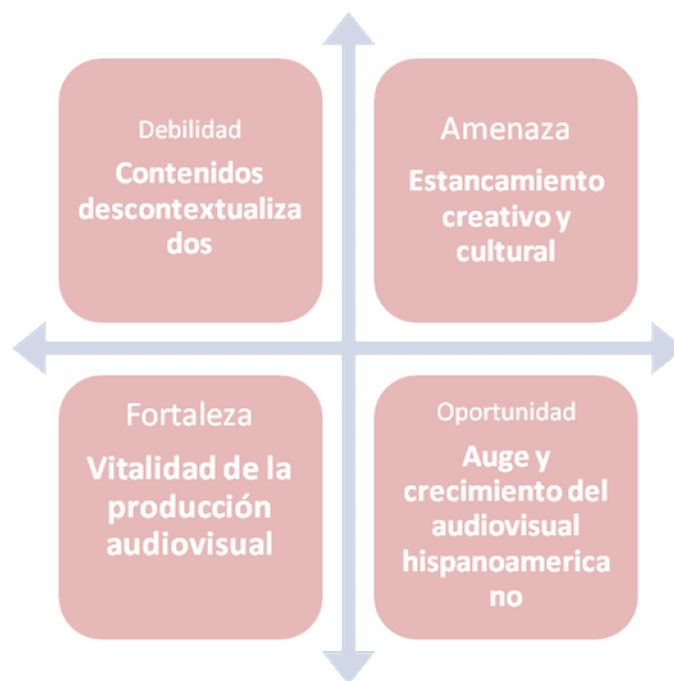 Debilidad
Contenidos
descontextualiza
dos
Amenaza
Estancamiento
creativo y
cultural
Fortaleza
Vitalidad de la
producción
audiovisual
Oportunidad
Auge y
crecimiento del
audiovisual
hispanoamerica
no